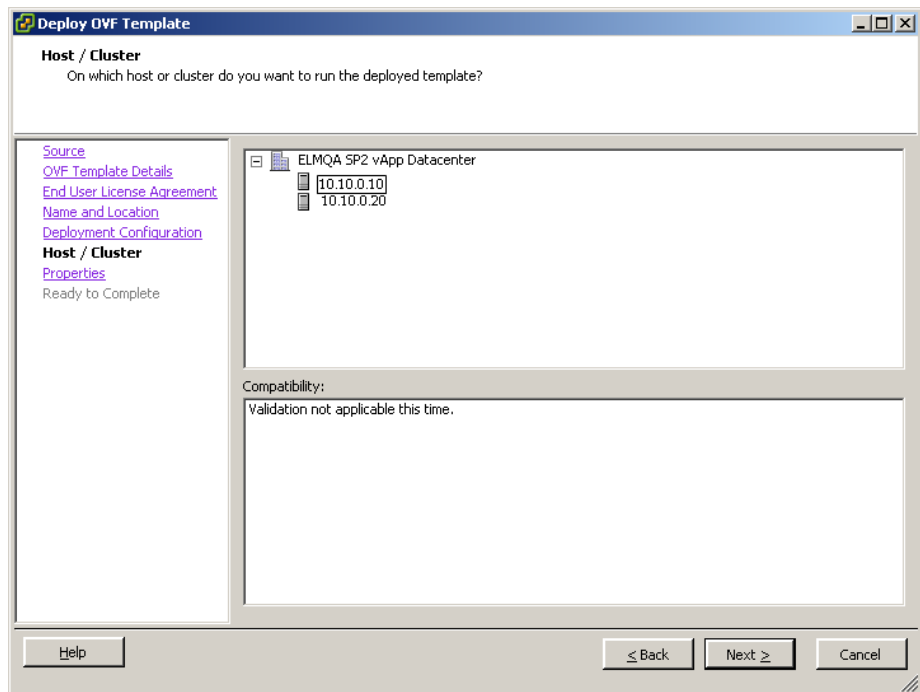 Deploy OVF Template
Host / Cluster
On which host or cluster do you want to run the deployed template?
Source
OVF Template Details
End User License Agreement
Name and Location
Deployment Configuration
Host / Cluster
Properties
Ready to Complete
ELMQA SP2 vApp Datacenter
10.10.0.10
10.10.0.20
Compatibility:
Validation not applicable this time.
Help
< Back
Next >
Cancel